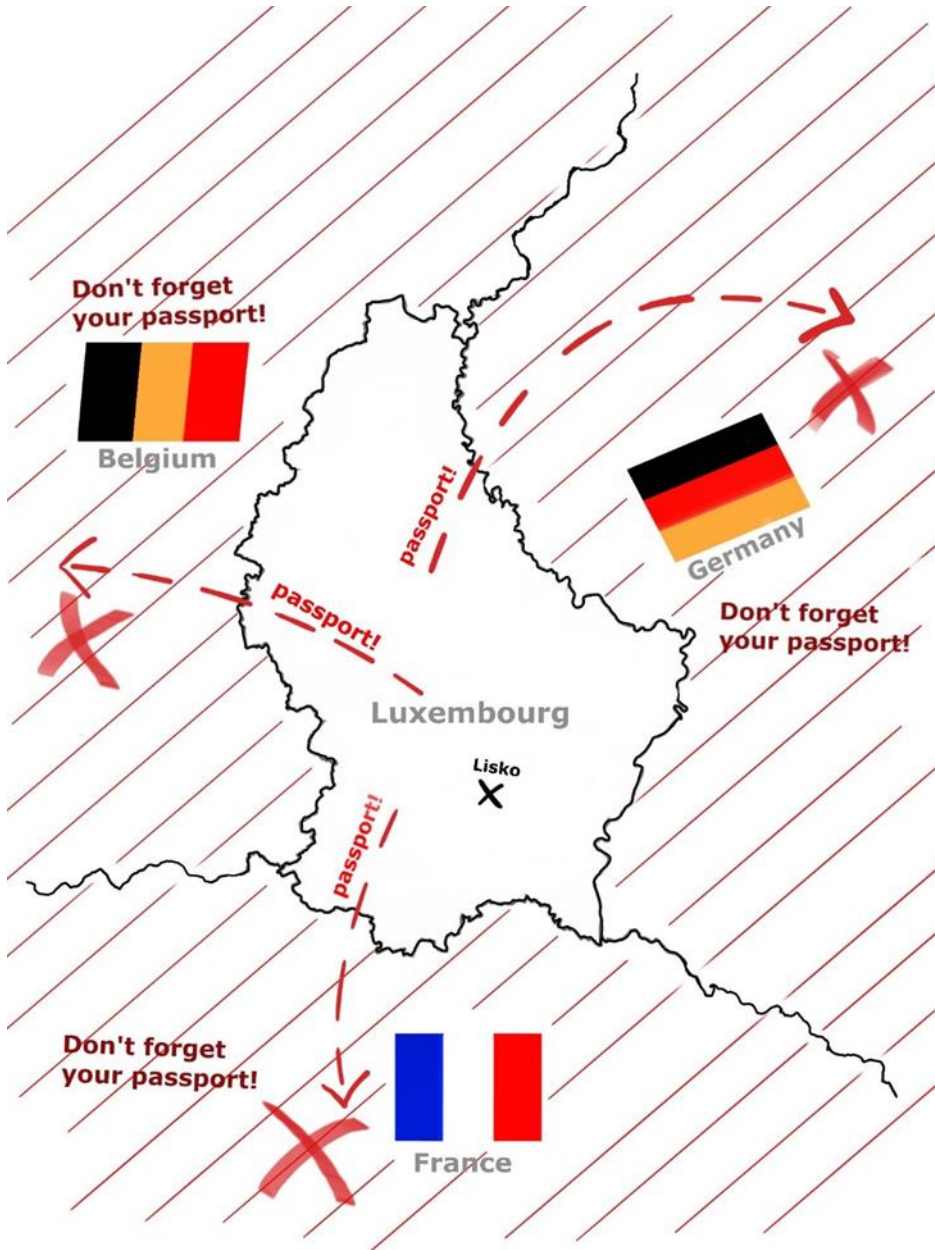 Don't forget
your passport!
Belgium
passport!
Germany
passport!
Don't forget
your passport!
Luxembourg
Lisko
passport!
Don't forget
your passport!
France